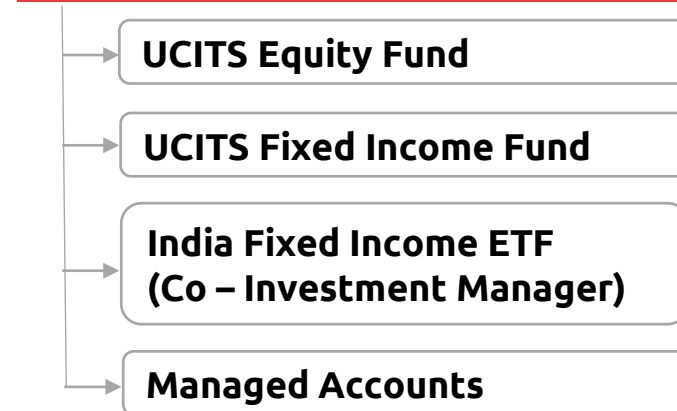 UCITS Equity Fund
UCITS Fixed Income Fund
India Fixed Income ETF
(Co – Investment Manager)
Managed Accounts